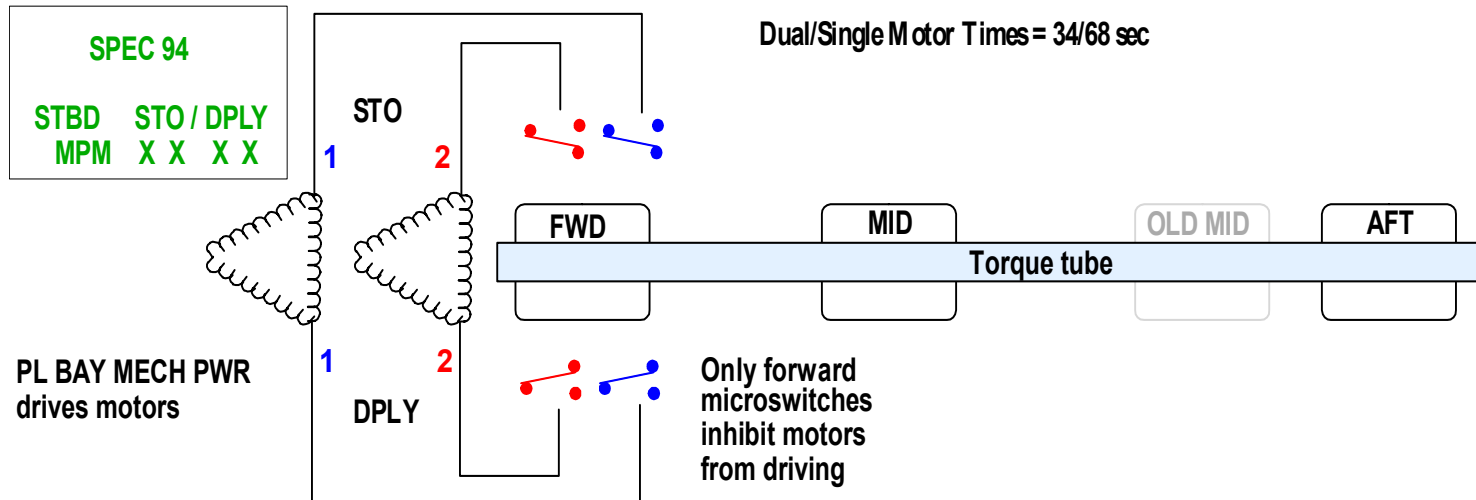 SPEC 94
STBD STO / DPLY
MPM X X X X
Dual/Single Motor Times = 34/68 sec
STO
1
2
FWD
MID
OLD MID
AFT
Torque tube
1
2
DPLY
PL BAY MECH PWR
drives motors
Only forward
microswitches
inhibit motors
from driving